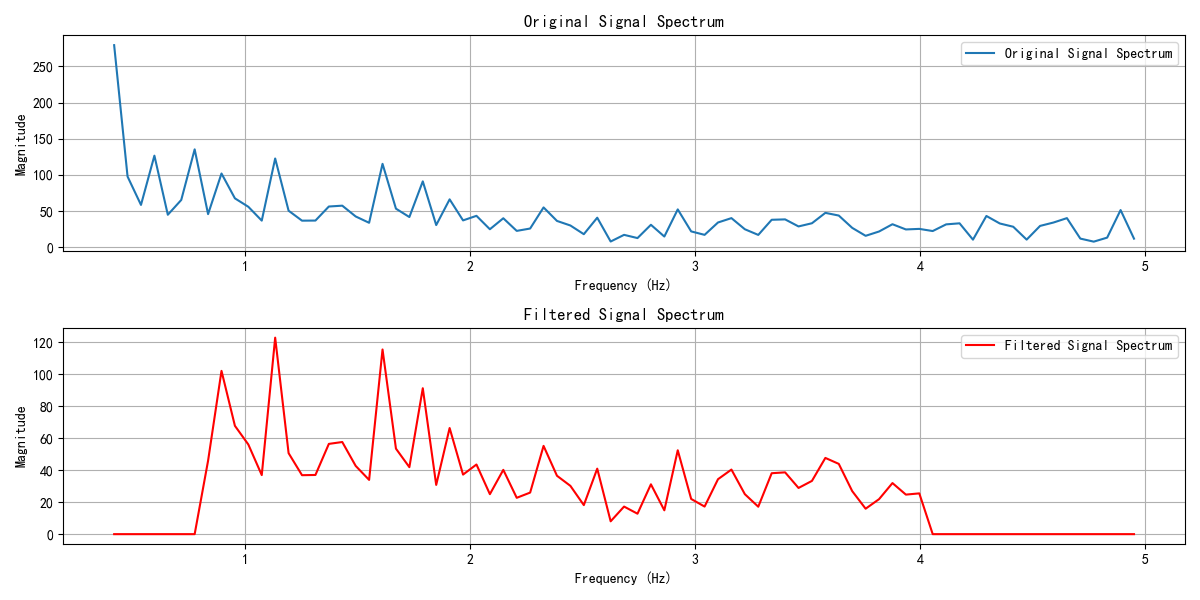 Original Signal Spectrum
Original Signal Spectrum
Magnitude
250
200
150
100
50
0
1 2 3 4 5
Frequency (Hz)
Filtered Signal Spectrum
Filtered Signal Spectrum
Magnitude
120
100
80
60
40
20
0
1 2 3 4 5
Frequency (Hz)